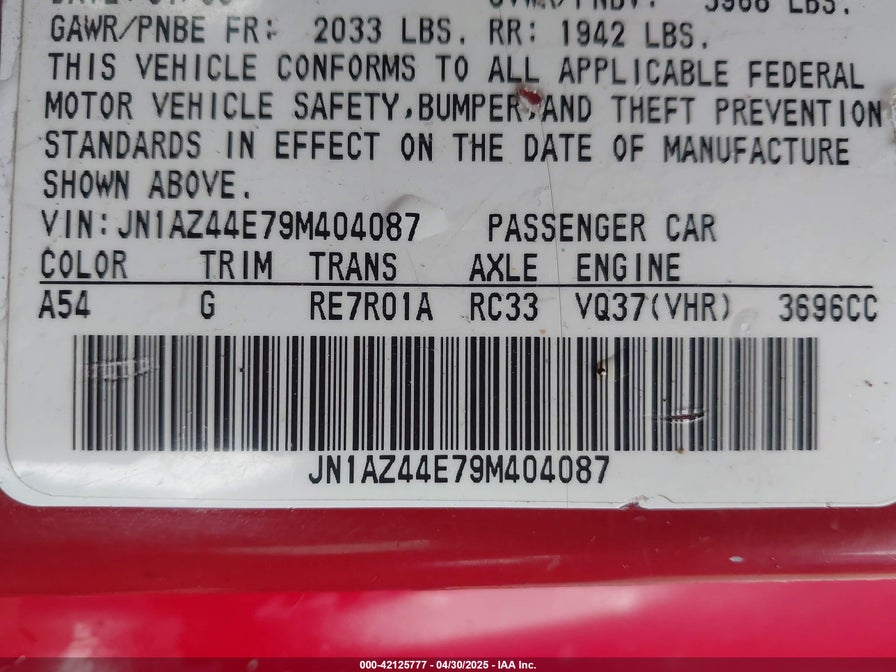 GAWR/PNBE FR: 2033 LBS. RR: 1942 LBS.
THIS VEHICLE CONFORMS TO ALL APPLICABLE FEDERAL
MOTOR VEHICLE SAFETY,BUMPER,AND THEFT PREVENTION
STANDARDS IN EFFECT ON THE DATE OF MANUFACTURE
SHOWN ABOVE.
VIN:JN1AZ44E79M404087 PASSENGER CAR
COLOR TRIM TRANS AXLE ENGINE
A54 G RE7R01A RC33 VQ37(VHR) 3696CC
JN1AZ44E79M404087
000-42125777 - 04/30/2025 - IAA Inc.